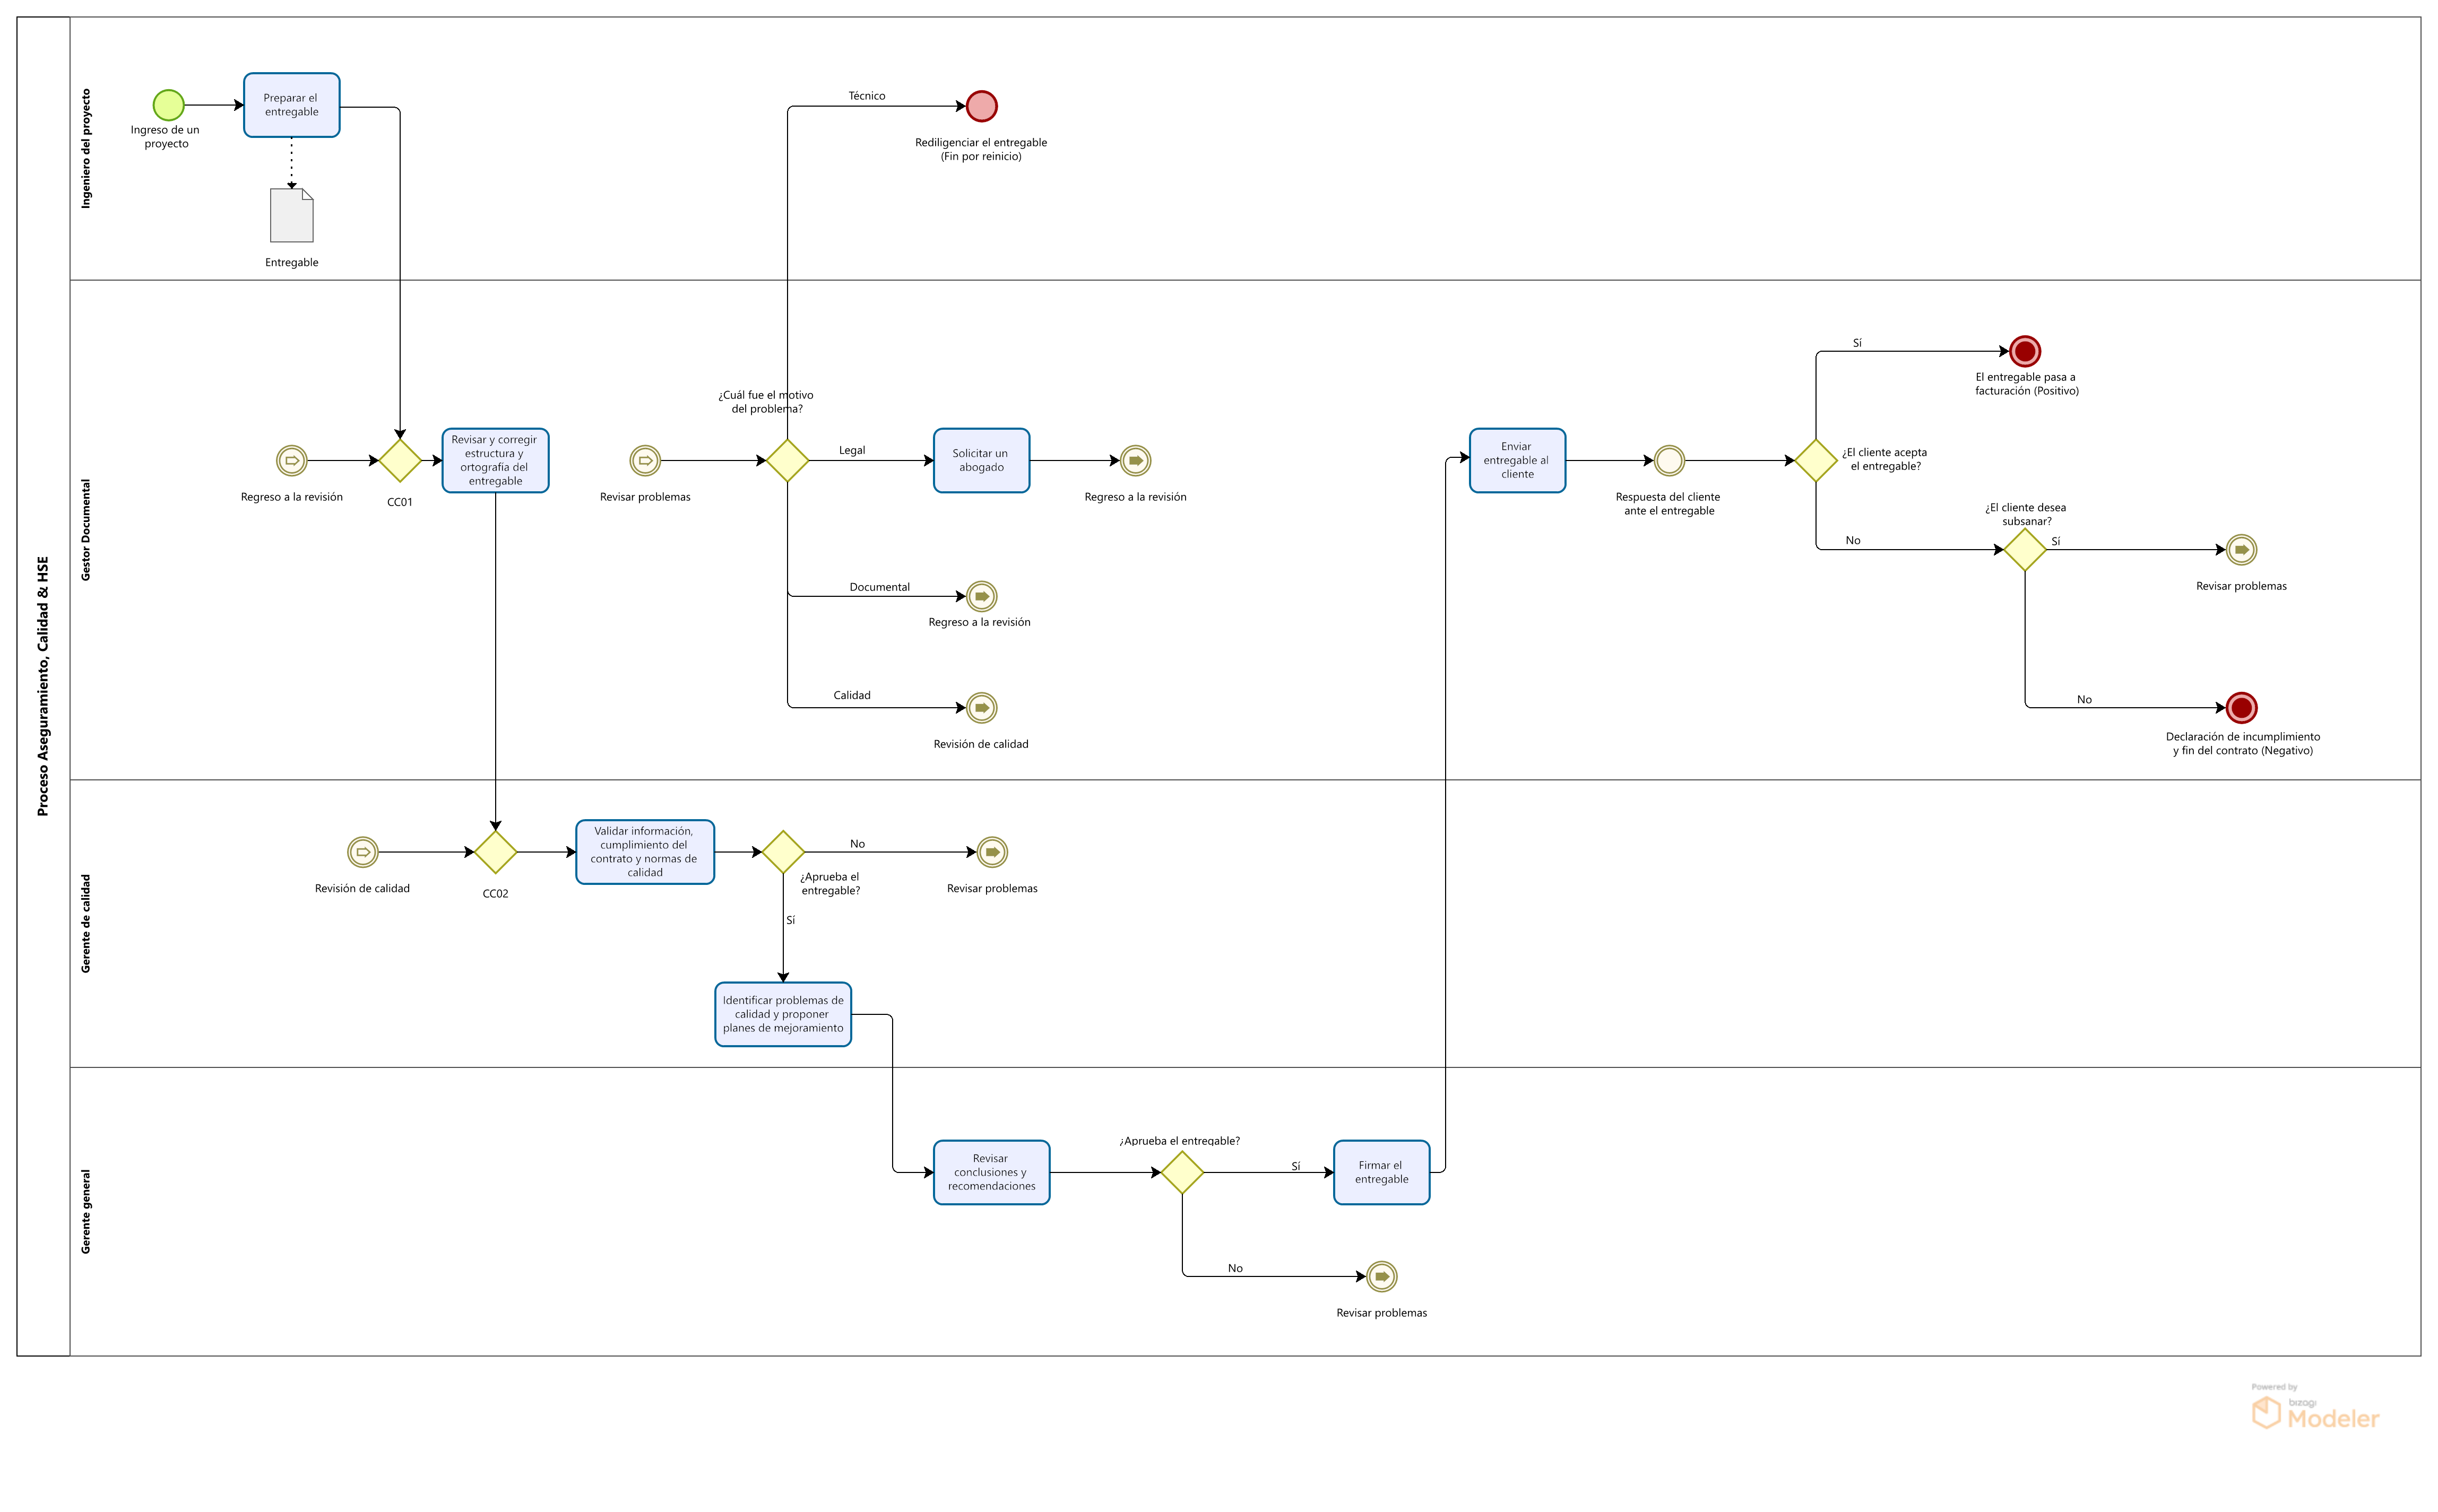 Proceso Aseguramiento, Calidad & HSE
Ingeniero del proyecto
Ingreso de un
proyecto
Preparar el
entregable
Entregable
Técnico
Rediligenciar el entregable
(Fin por reinicio)
Gestor Documental
Regreso a la revisión
CC01
Revisar y corregir
estructura y
ortografía del
entregable
Revisar problemas
¿Cuál fue el motivo
del problema?
Legal
Solicitar un
abogado
Regreso a la revisión
Documental
Regreso a la revisión
Calidad
Revisión de calidad
Enviar
entregable al
cliente
Respuesta del cliente
ante el entregable
¿El cliente acepta
el entregable?
Sí
El entregable pasa a
facturación (Positivo)
No
¿El cliente desea
subsanar?
Sí
Revisar problemas
No
Declaración de incumplimiento
y fin del contrato (Negativo)
Gerente de calidad
Revisión de calidad
CC02
Validar información,
cumplimiento del
contrato y normas de
calidad
¿Aprueba el
entregable?
No
Revisar problemas
Sí
Identificar problemas de
calidad y proponer
planes de mejoramiento
Gerente general
Revisar
conclusiones y
recomendaciones
¿Aprueba el entregable?
Sí
Firmar el
entregable
No
Revisar problemas
Powered by
bizagi
Modeler